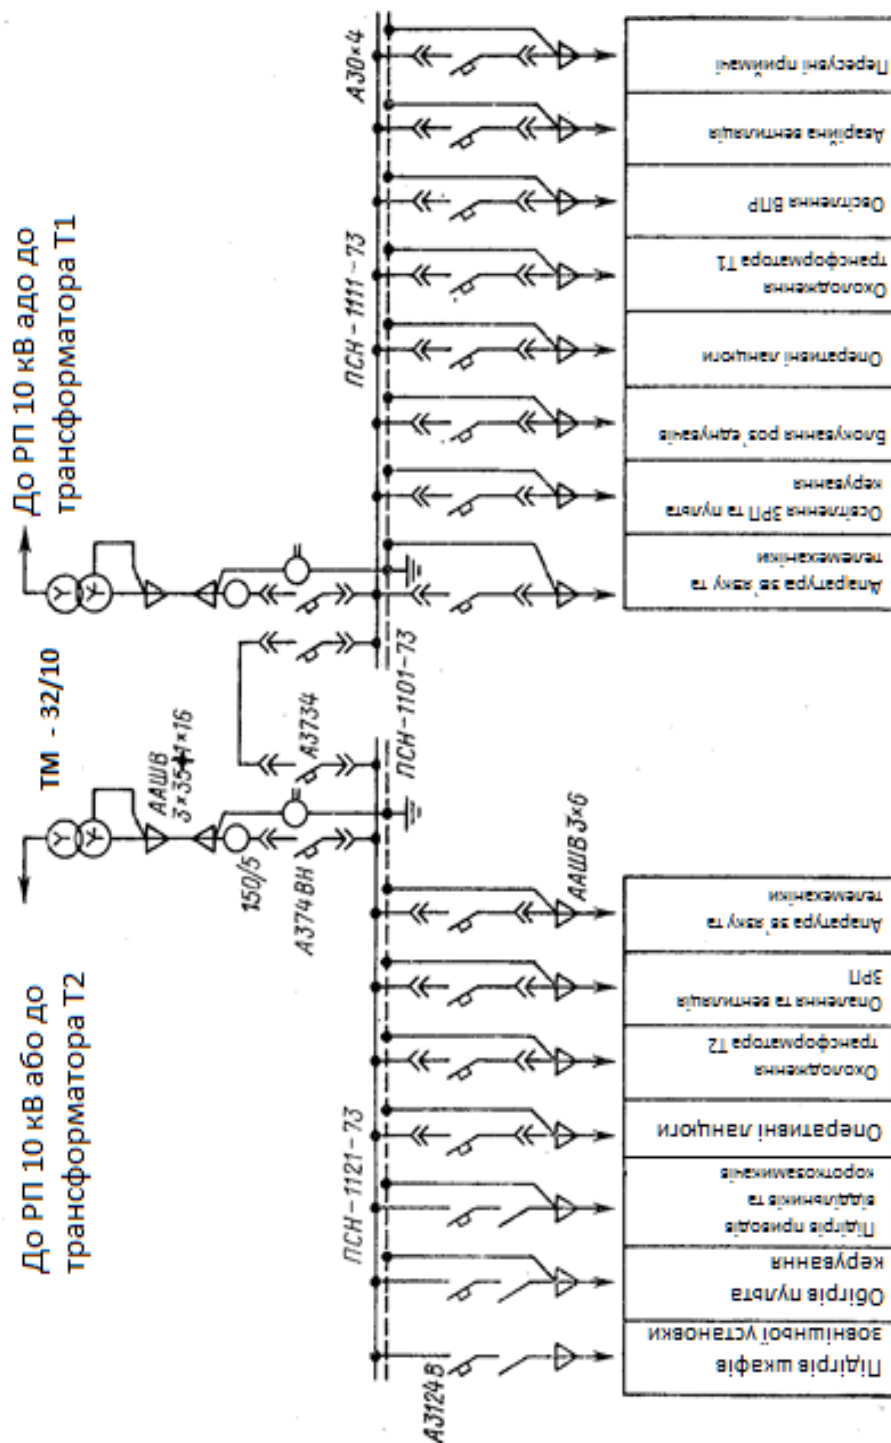 До РП 10 кВ адо до
трансформатора Т1
ТМ - 32/10
До РП 10 кВ або до
трансформатора Т2
А30×4
ПСН-1111-73
ПСН-1101-73
ПСН-1121-73
ААШВ
3×35+1×16
150/5
А3734
А374ВН
ААШВ 3×6
А3124В
Пересувні приймачі
Аварійна вентиляція
Освітлення ВПР
Охолодження
трансформатора Т1
Оперативні ланцюги
Блокування роз'єднувачів
Освітлення ЗРП та пульта
керування
Апаратура зв'язку та
телемеханіки
Апаратура зв'язку та
телемеханіки
Опалення та вентиляція
ЗРП
Охолодження
трансформатора Т2
Оперативні ланцюги
Підігрів приводів
віддільників та
короткозамикачів
Обігрів пульта
керування
Підігрів шкафів
зовнішньої установки